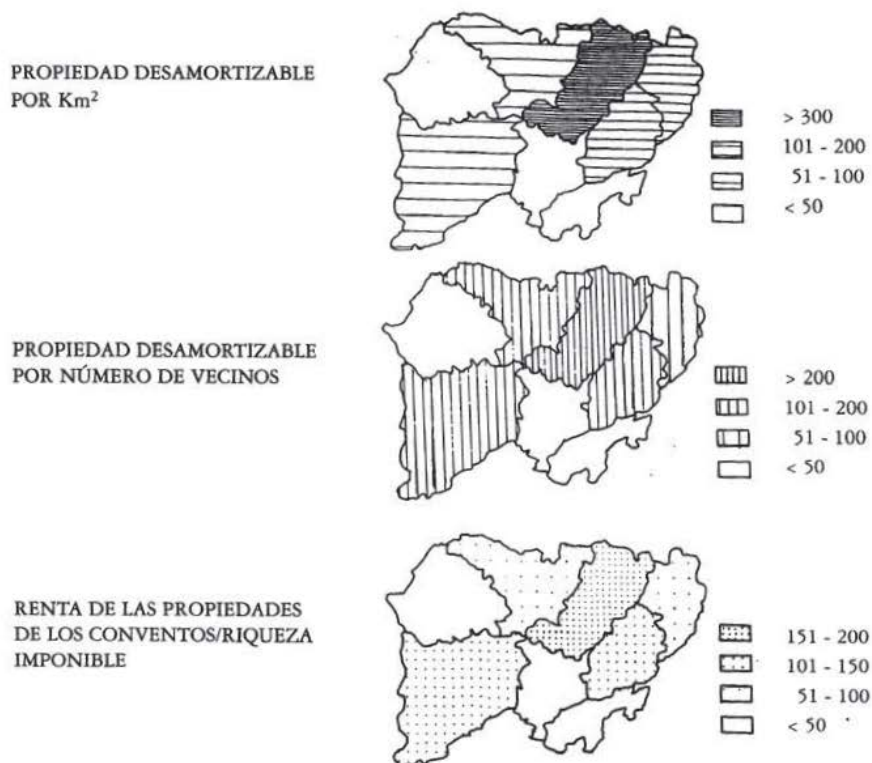 PROPIEDAD DESAMORTIZABLE
POR Km²
> 300
101 - 200
51 - 100
< 50
PROPIEDAD DESAMORTIZABLE
POR NÚMERO DE VECINOS
> 200
101 - 200
51 - 100
< 50
RENTA DE LAS PROPIEDADES
DE LOS CONVENTOS/RIQUEZA
IMPONIBLE
151 - 200
101 - 150
51 - 100
< 50